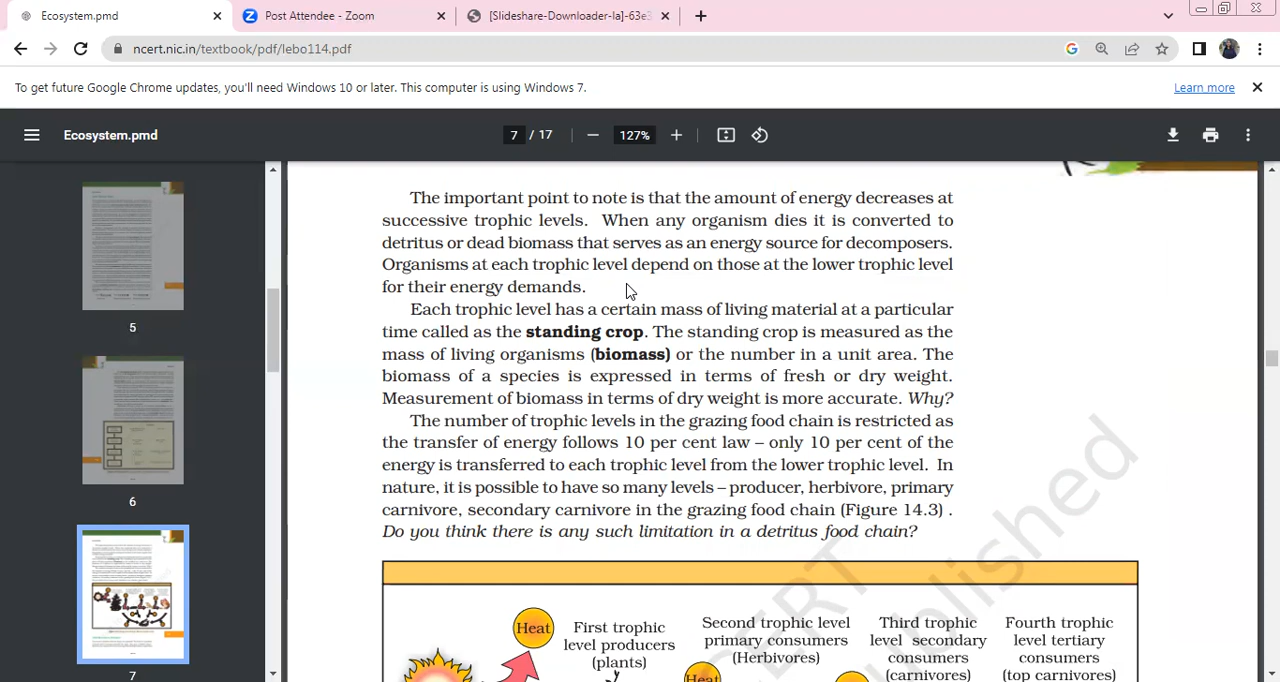 Ecosystem.pmd
Post Attendee - Zoom
[Slideshare-Downloader-la]-63e3
ncert.nic.in/textbook/pdf/lebo114.pdf
To get future Google Chrome updates, you'll need Windows 10 or later. This computer is using Windows 7.
Learn more
Ecosystem.pmd
7 / 17
127%
5
6
7
The important point to note is that the amount of energy decreases at
successive trophic levels. When any organism dies it is converted to
detritus or dead biomass that serves as an energy source for decomposers.
Organisms at each trophic level depend on those at the lower trophic level
for their energy demands.
Each trophic level has a certain mass of living material at a particular
time called as the standing crop. The standing crop is measured as the
mass of living organisms (biomass) or the number in a unit area. The
biomass of a species is expressed in terms of fresh or dry weight.
Measurement of biomass in terms of dry weight is more accurate. Why?
The number of trophic levels in the grazing food chain is restricted as
the transfer of energy follows 10 per cent law – only 10 per cent of the
energy is transferred to each trophic level from the lower trophic level. In
nature, it is possible to have so many levels – producer, herbivore, primary
carnivore, secondary carnivore in the grazing food chain (Figure 14.3) .
Do you think there is any such limitation in a detritus food chain?
Heat
First trophic
level producers
(plants)
Second trophic level
primary consumers
(Herbivores)
Heat
Third trophic
level secondary
consumers
(carnivores)
Fourth trophic
level tertiary
consumers
(top carnivores)
CERT
published